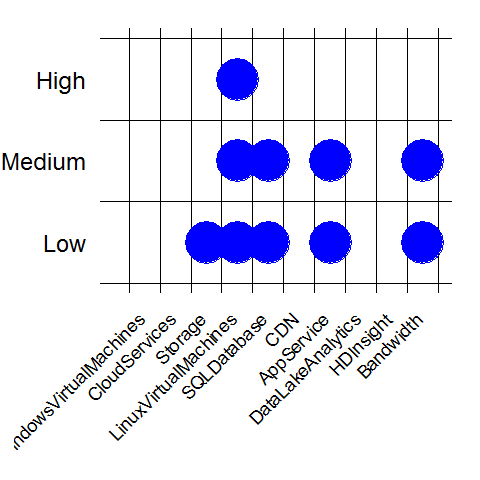 High
Medium
Low
ndowsVirtualMachines
CloudServices
Storage
LinuxVirtualMachines
SQLDatabase
CDN
AppService
DataLakeAnalytics
HDInsight
Bandwidth